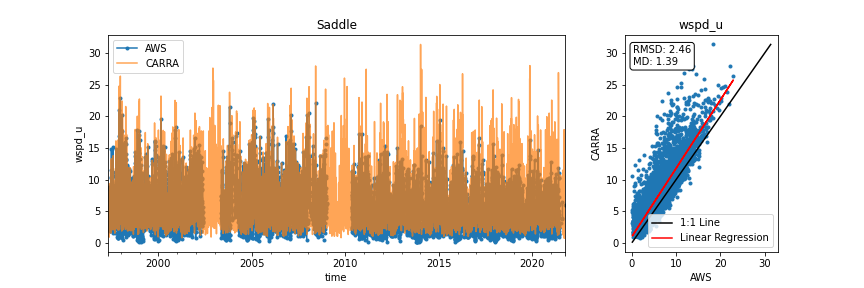 Saddle
AWS
CARRA
wspd_u
30
25
20
15
10
5
0
2000
2005
2010
2015
2020
time
wspd_u
RMSD: 2.46
MD: 1.39
CARRA
30
25
20
15
10
5
0
1:1 Line
Linear Regression
0
10
20
30
AWS